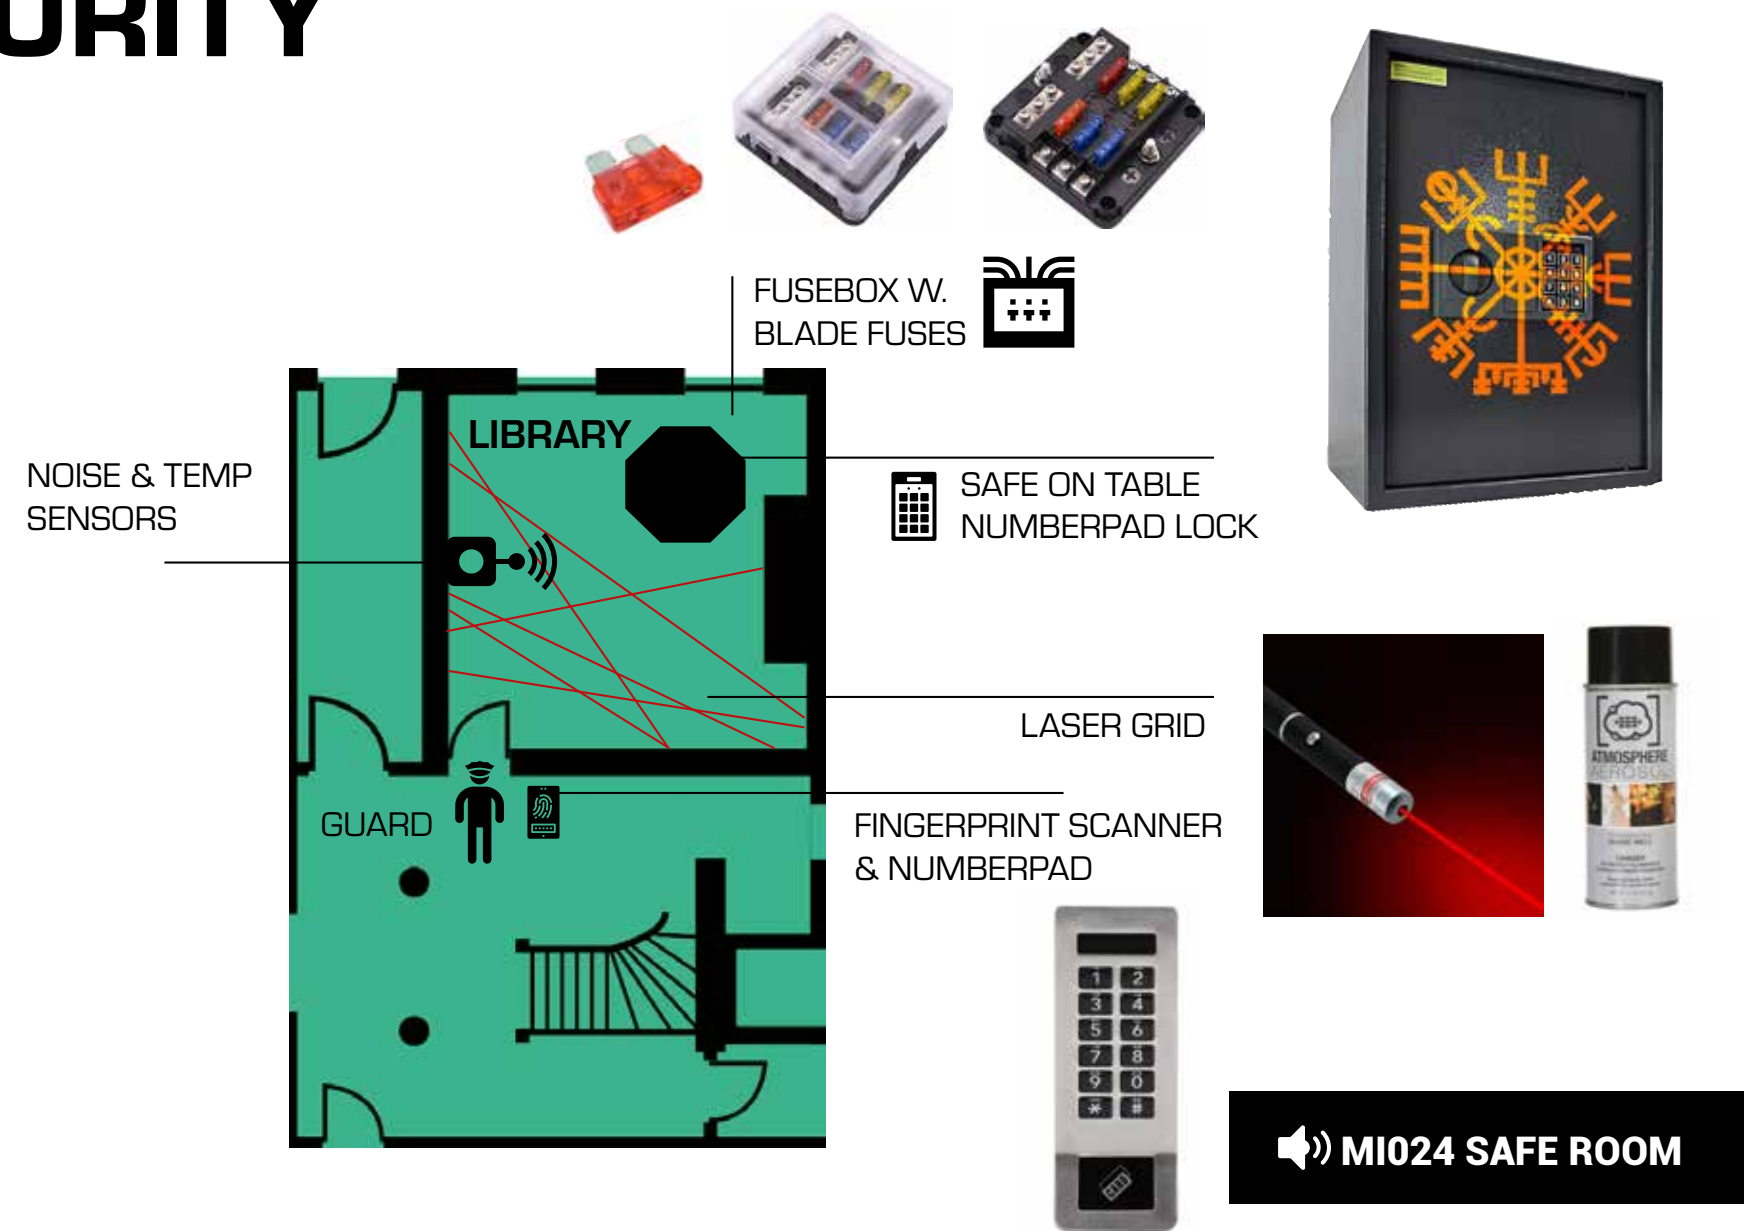 URITY
FUSEBOX W.
BLADE FUSES
LIBRARY
NOISE & TEMP
SENSORS
SAFE ON TABLE
NUMBERPAD LOCK
LASER GRID
ATMOSPHERE
AEROSOL
GUARD
FINGERPRINT SCANNER
& NUMBERPAD
1 2
3 4
5 6
7 8
9 0
* #
MI024 SAFE ROOM